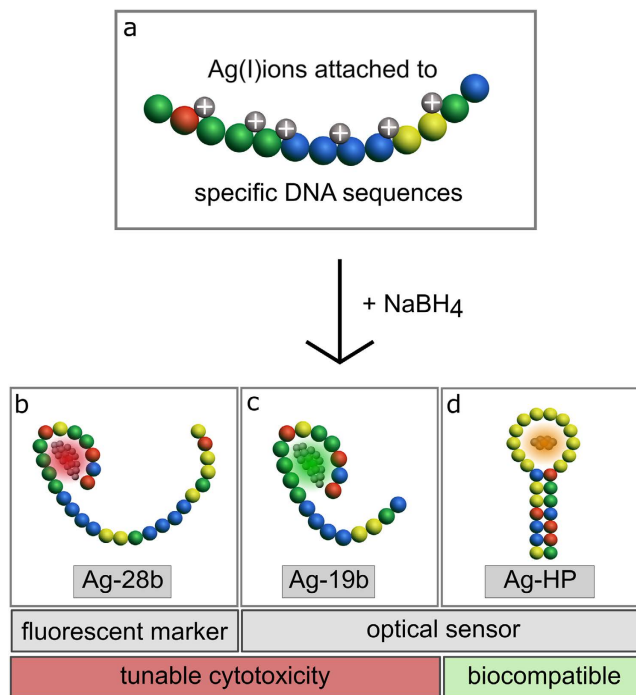 a
Ag(I)ions attached to
+ + + + + +
specific DNA sequences
+ NaBH4
b
c
d
Ag-28b
Ag-19b
Ag-HP
fluorescent marker
optical sensor
tunable cytotoxicity
biocompatible